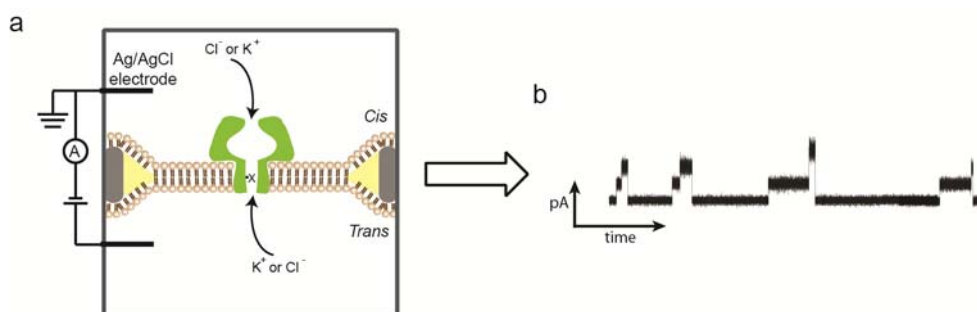 a
Cl⁻ or K⁺
Ag/AgCl
electrode
Cis
A
x
Trans
K⁺ or Cl⁻
b
pA
time